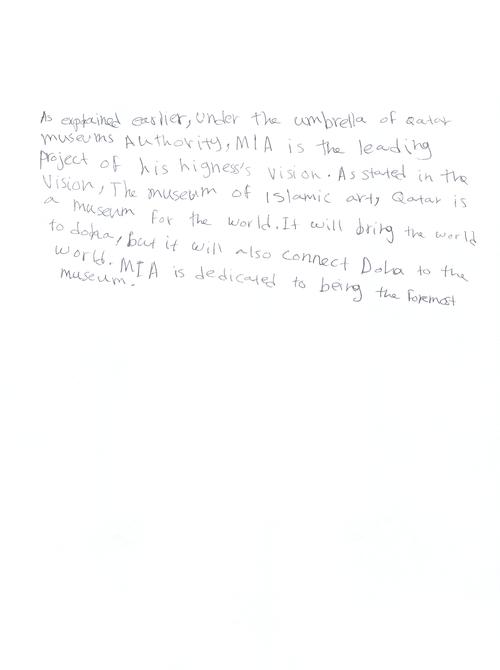 As explained earlier, under the umbrella of Qatar
museums Authority, MIA is the leading
Project of his higness's Vision. As stated in the
Vision, The museum of Islamic art, Qatar is
a museum for the world. It will bring the world
to doha, but it will also connect Doha to the
world. MIA is dedicated to being the Foremost
museum.